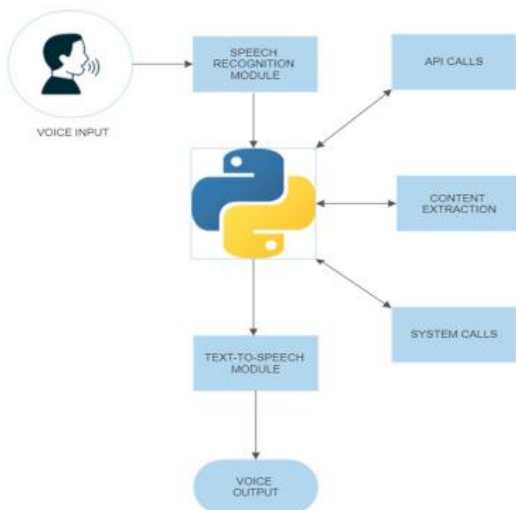 SPEECH
RECOGNITION
MODULE
API CALLS
VOICE INPUT
CONTENT
EXTRACTION
SYSTEM CALLS
TEXT-TO-SPEECH
MODULE
VOICE
OUTPUT